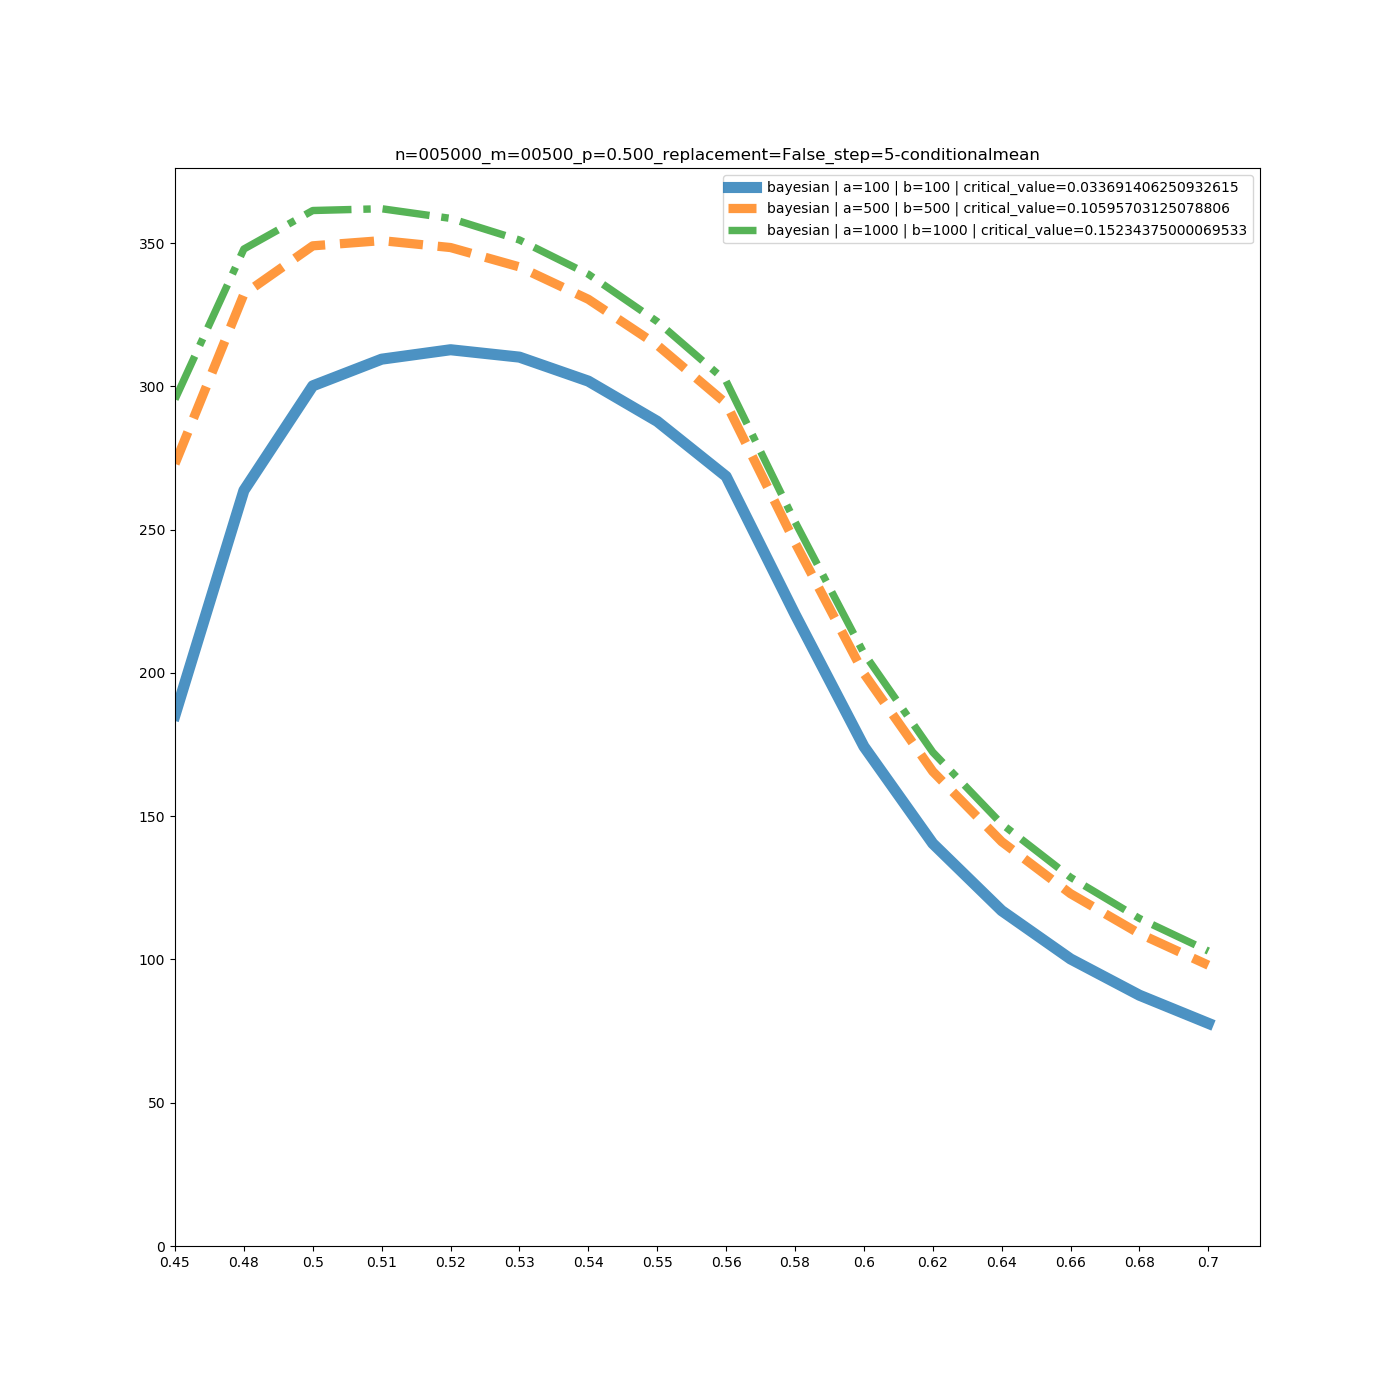 n=005000_m=00500_p=0.500_replacement=False_step=5-conditionalmean
bayesian | a=100 | b=100 | critical_value=0.033691406250932615
bayesian | a=500 | b=500 | critical_value=0.10595703125078806
bayesian | a=1000 | b=1000 | critical_value=0.15234375000069533
350
300
250
200
150
100
50
0
0.45 0.48 0.5 0.51 0.52 0.53 0.54 0.55 0.56 0.58 0.6 0.62 0.64 0.66 0.68 0.7